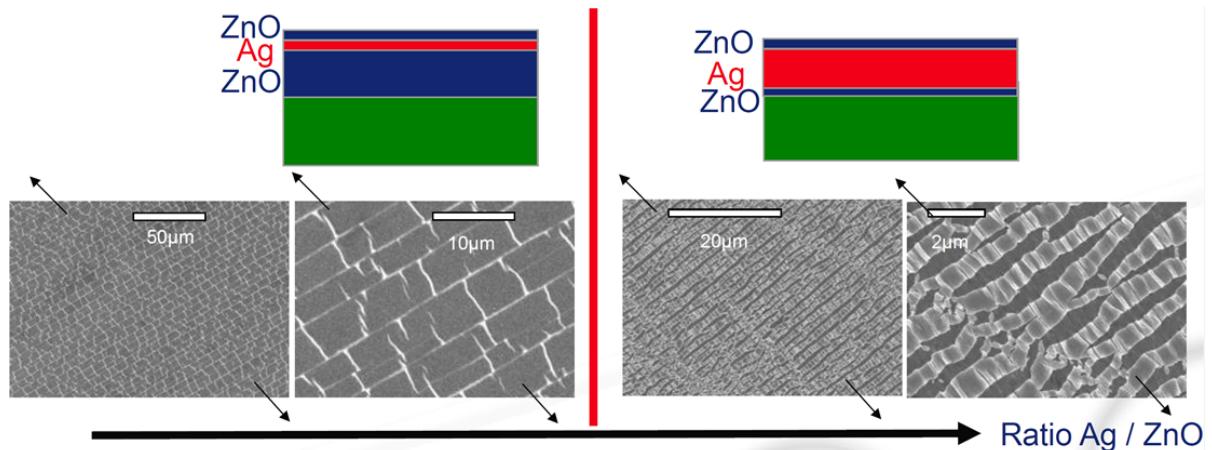 ZnO
Ag
ZnO
ZnO
Ag
ZnO
50µm
10µm
20µm
2µm
Ratio Ag / ZnO